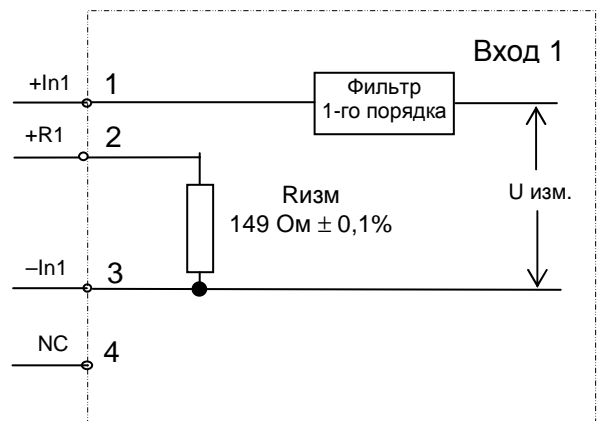 Вход 1
+In1
1
Фильтр
1-го порядка
+R1
2
U изм.
Rизм
149 Ом ± 0,1%
–In1
3
NC
4